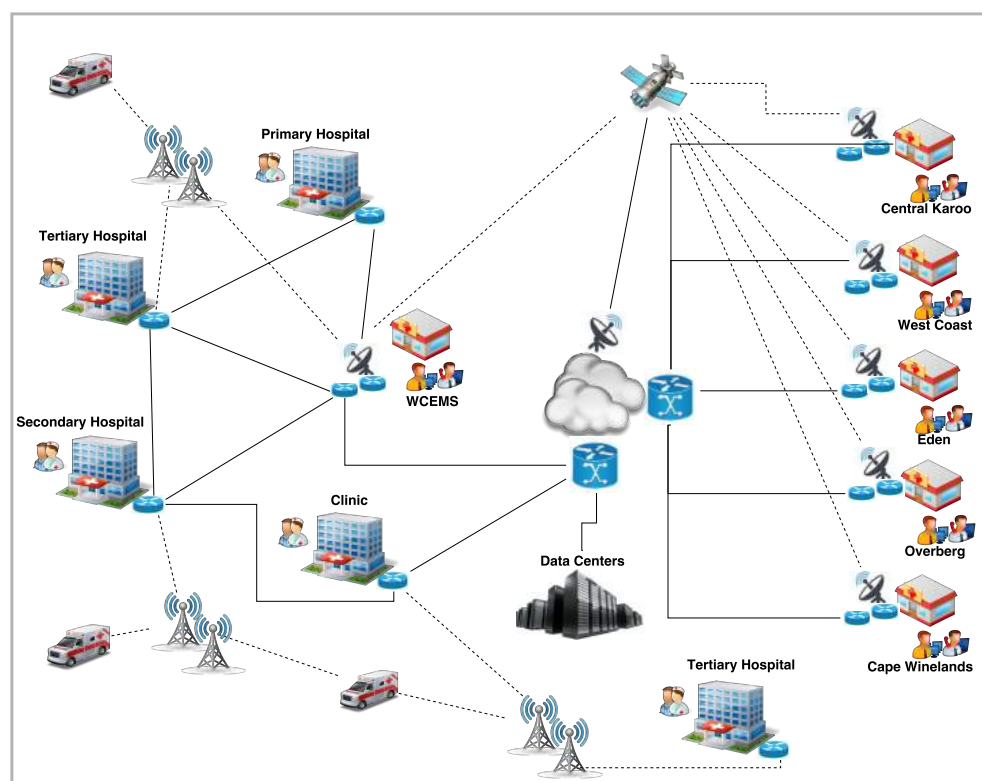 Primary Hospital
Tertiary Hospital
Central Karoo
West Coast
WCEMS
Secondary Hospital
Eden
Clinic
Overberg
Data Centers
Tertiary Hospital
Cape Winelands